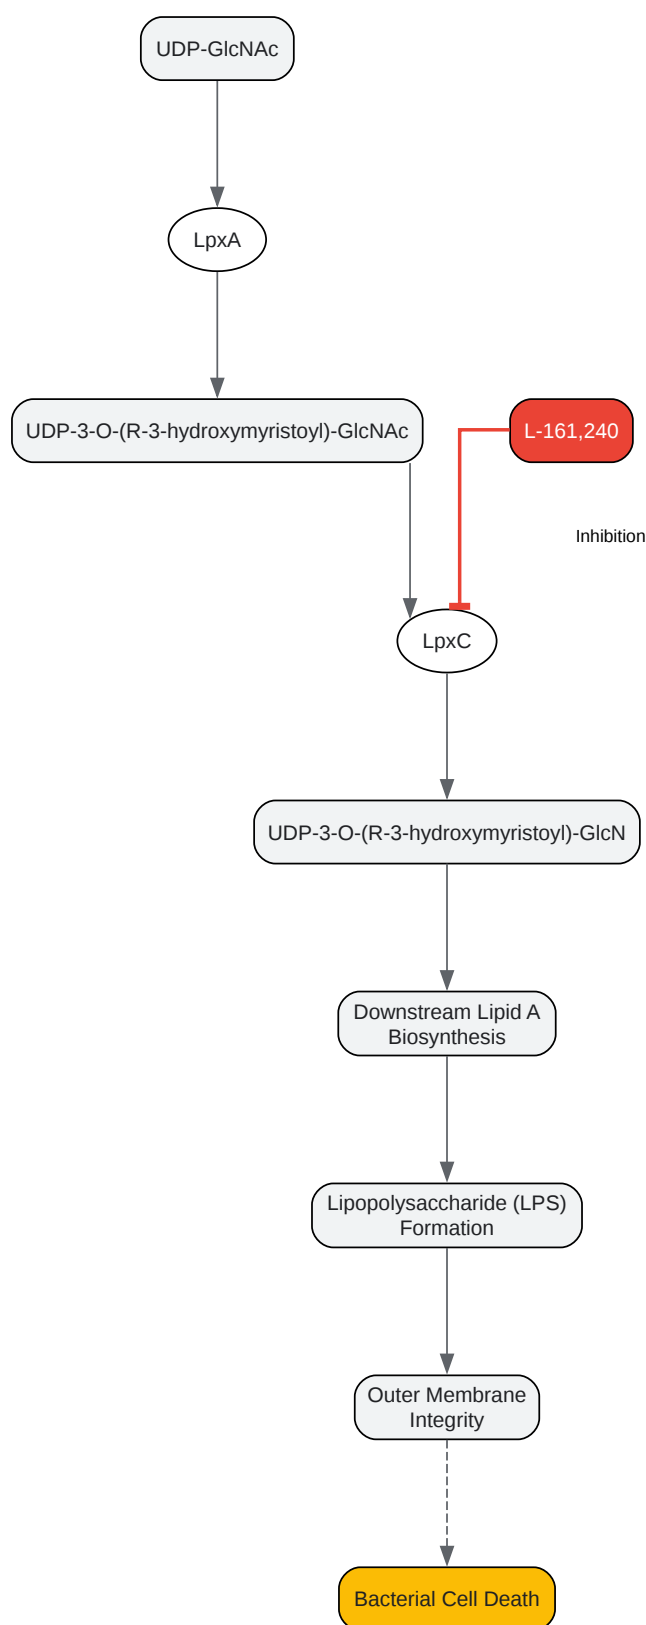 UDP-GlcNAc
LpxA
UDP-3-O-(R-3-hydroxymyristoyl)-GlcNAc
L-161,240
Inhibition
LpxC
UDP-3-O-(R-3-hydroxymyristoyl)-GlcN
Downstream Lipid A
Biosynthesis
Lipopolysaccharide (LPS)
Formation
Outer Membrane
Integrity
Bacterial Cell Death